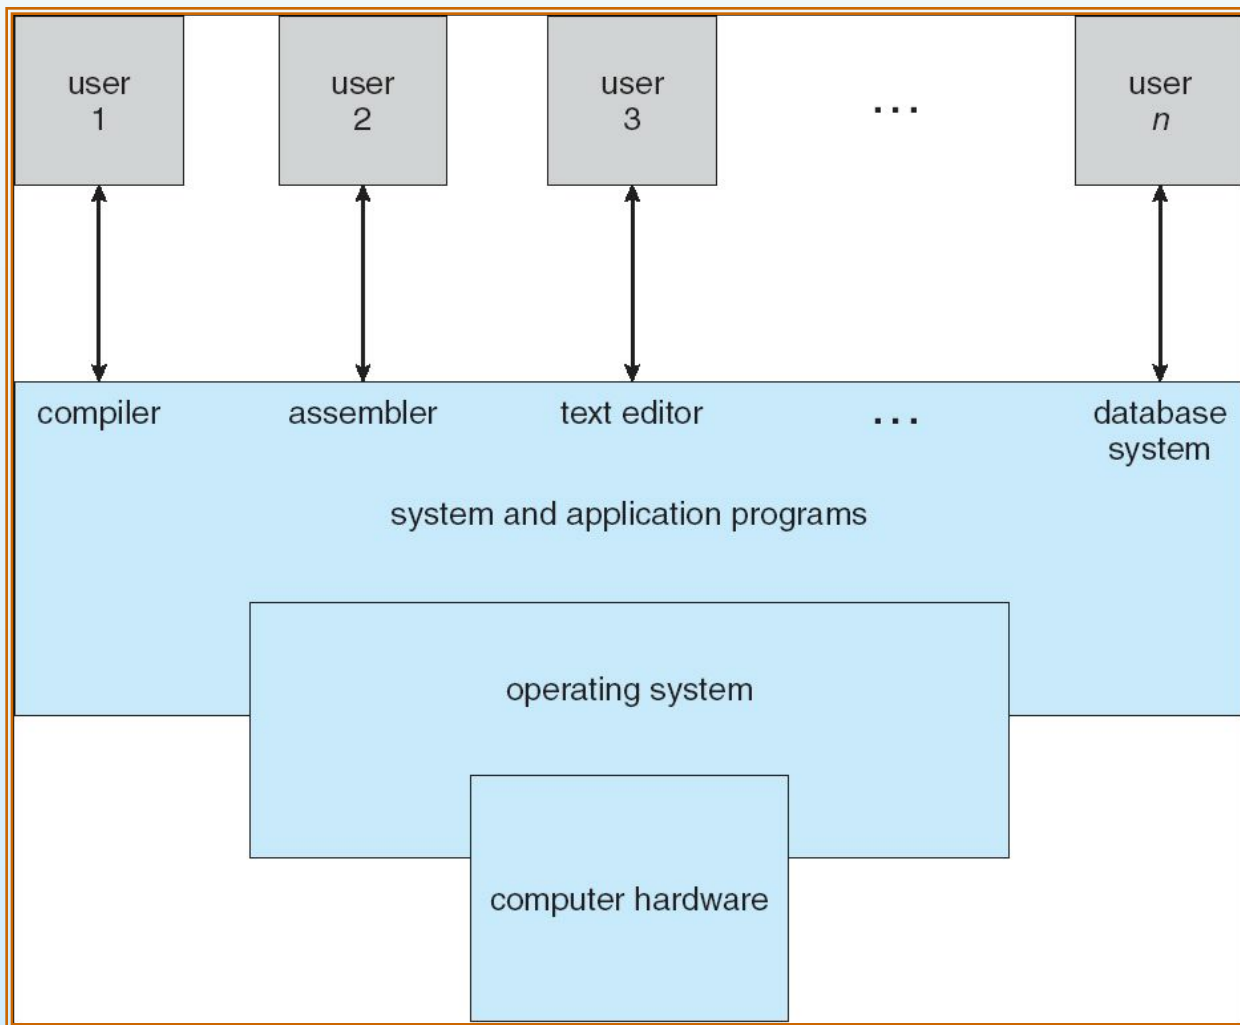 user
1
user
2
user
3
...
user
n
compiler
assembler
text editor
...
database
system
system and application programs
operating system
computer hardware